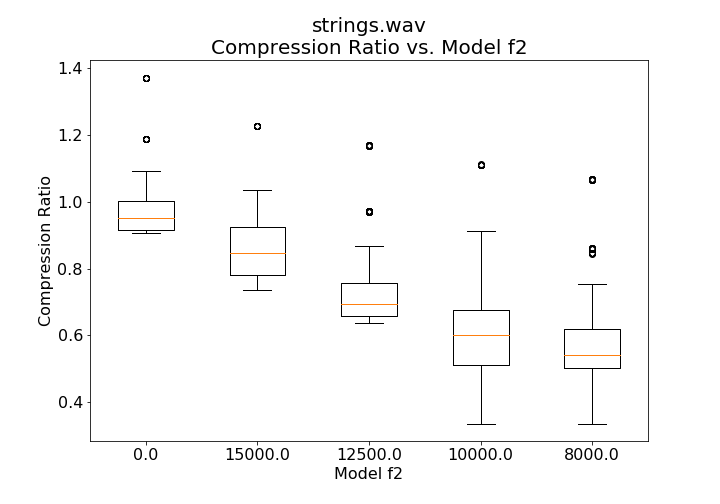 strings.wav
Compression Ratio vs. Model f2
Compression Ratio
1.4
1.2
1.0
0.8
0.6
0.4
0.0 15000.0 12500.0 10000.0 8000.0
Model f2